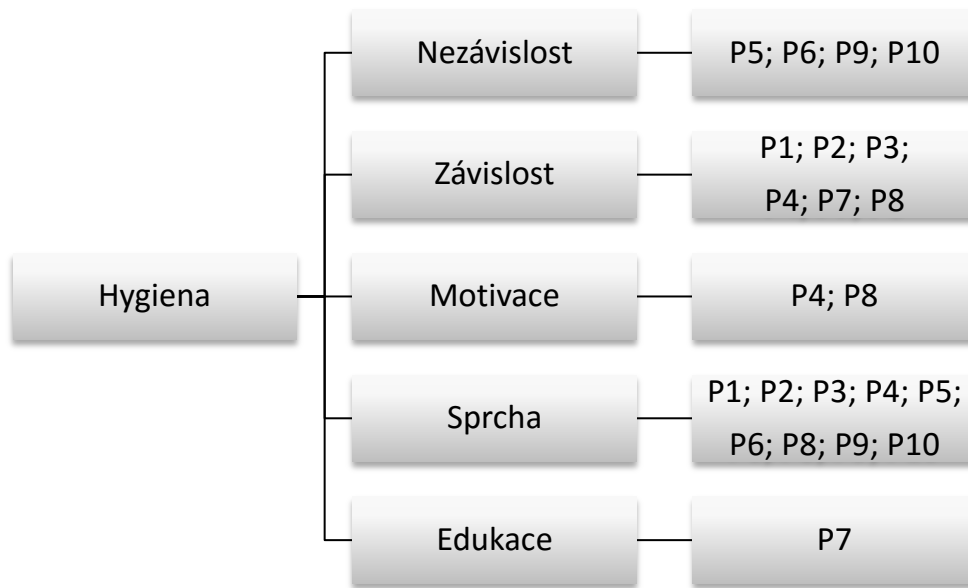 Hygiena
Nezávislost
P5; P6; P9; P10
Závislost
P1; P2; P3;
P4; P7; P8
Motivace
P4; P8
Sprcha
P1; P2; P3; P4; P5;
P6; P8; P9; P10
Edukace
P7